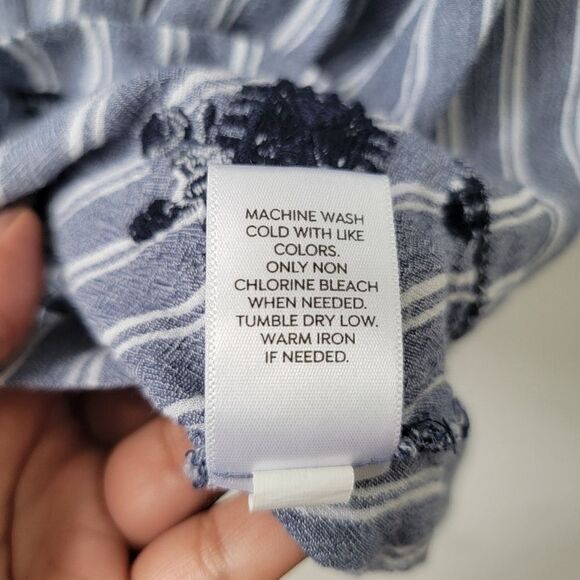 MACHINE WASH
COLD WITH LIKE
COLORS.
ONLY NON
CHLORINE BLEACH
WHEN NEEDED.
TUMBLE DRY LOW.
WARM IRON
IF NEEDED.